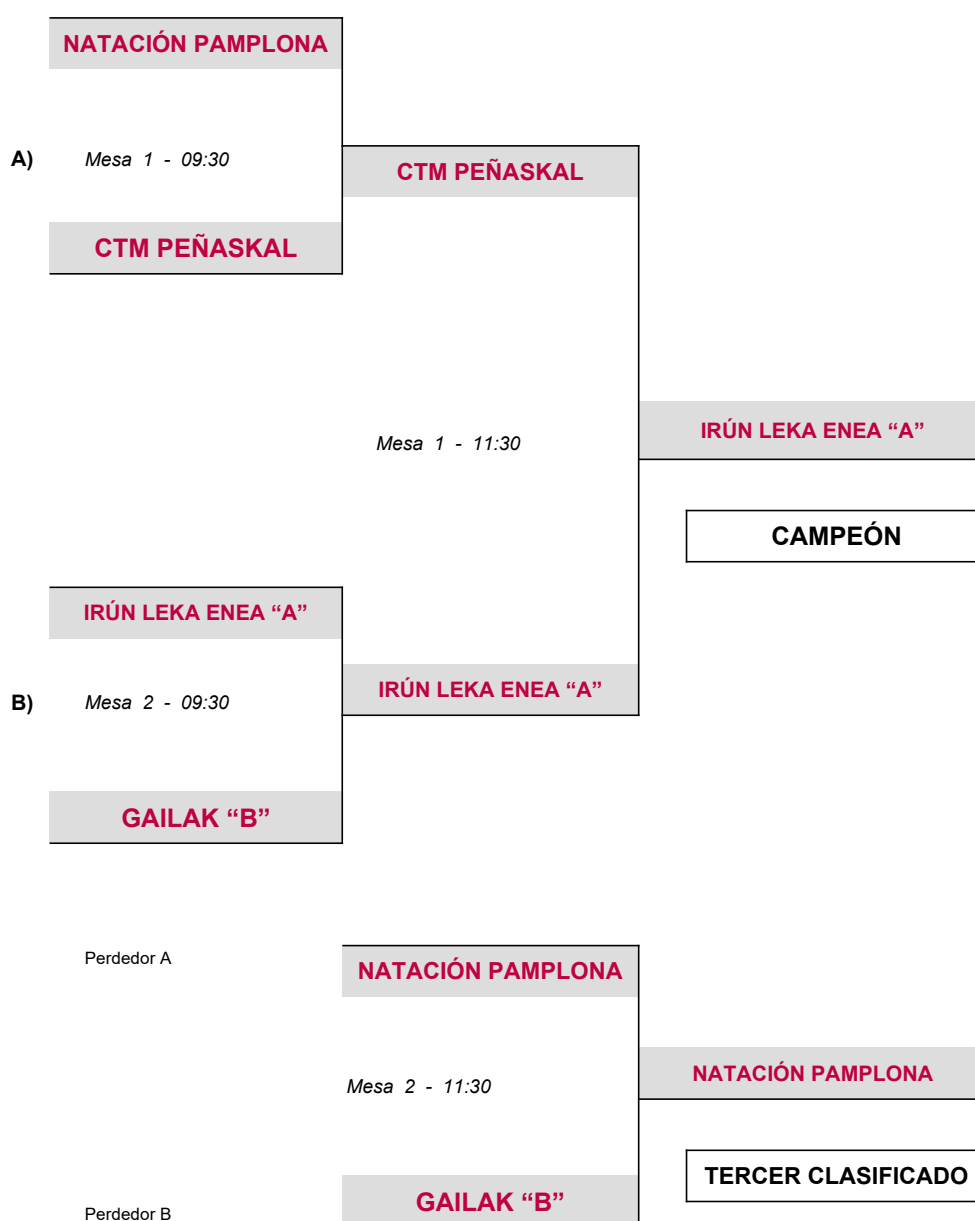 NATACIÓN PAMPLONA
A) Mesa 1 - 09:30
CTM PEÑASKAL
CTM PEÑASKAL
Mesa 1 - 11:30
IRÚN LEKA ENEA “A”
CAMPEÓN
IRÚN LEKA ENEA “A”
B) Mesa 2 - 09:30
IRÚN LEKA ENEA “A”
GAILAK “B”
Perdedor A
NATACIÓN PAMPLONA
Mesa 2 - 11:30
NATACIÓN PAMPLONA
TERCER CLASIFICADO
GAILAK “B”
Perdedor B